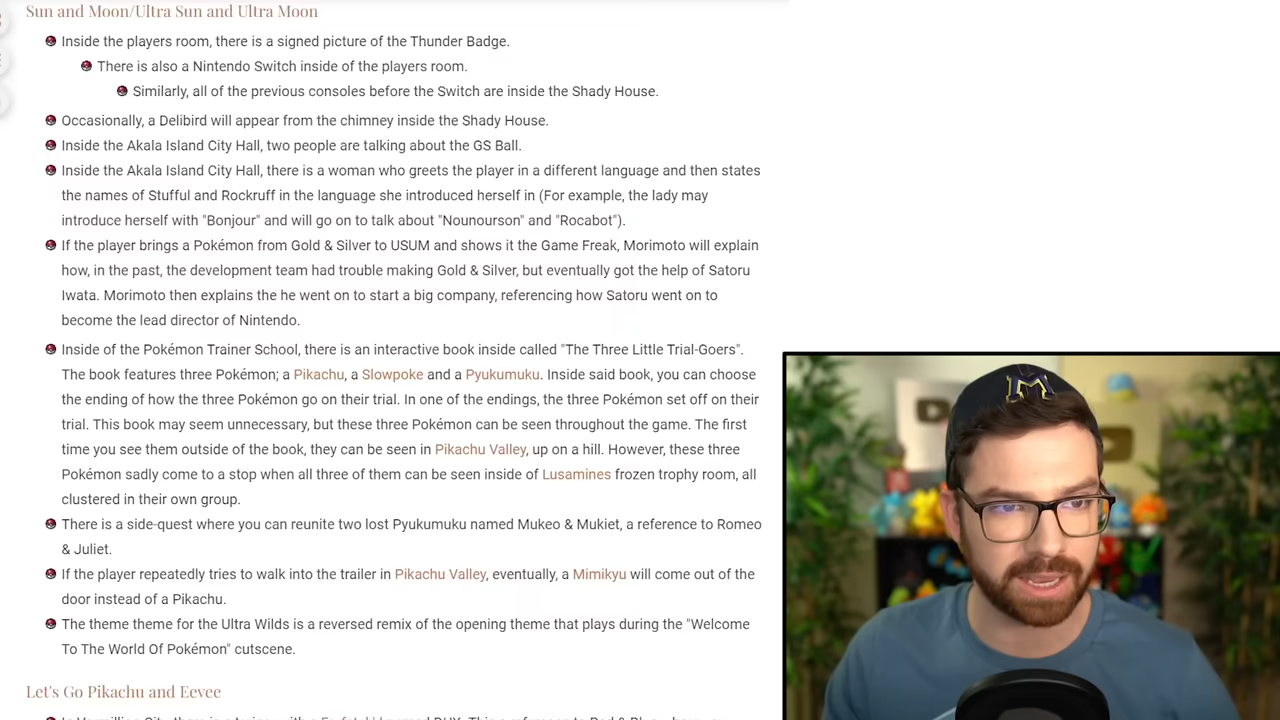 Sun and Moon/Ultra Sun and Ultra Moon
Inside the players room, there is a signed picture of the Thunder Badge.
There is also a Nintendo Switch inside of the players room.
Similarly, all of the previous consoles before the Switch are inside the Shady House.
Occasionally, a Delibird will appear from the chimney inside the Shady House.
Inside the Akala Island City Hall, two people are talking about the GS Ball.
Inside the Akala Island City Hall, there is a woman who greets the player in a different language and then states
the names of Stufful and Rockruff in the language she introduced herself in (For example, the lady may
introduce herself with "Bonjour" and will go on to talk about "Nounourson" and "Rocabot").
If the player brings a Pokémon from Gold & Silver to USUM and shows it the Game Freak, Morimoto will explain
how, in the past, the development team had trouble making Gold & Silver, but eventually got the help of Satoru
Iwata. Morimoto then explains the he went on to start a big company, referencing how Satoru went on to
become the lead director of Nintendo.
Inside of the Pokémon Trainer School, there is an interactive book inside called "The Three Little Trial-Goers".
The book features three Pokémon; a Pikachu, a Slowpoke and a Pyukumuku. Inside said book, you can choose
the ending of how the three Pokémon go on their trial. In one of the endings, the three Pokémon set off on their
trial. This book may seem unnecessary, but these three Pokémon can be seen throughout the game. The first
time you see them outside of the book, they can be seen in Pikachu Valley, up on a hill. However, these three
Pokémon sadly come to a stop when all three of them can be seen inside of Lusamines frozen trophy room, all
clustered in their own group.
There is a side-quest where you can reunite two lost Pyukumuku named Mukeo & Mukiet, a reference to Romeo
& Juliet.
If the player repeatedly tries to walk into the trailer in Pikachu Valley, eventually, a Mimikyu will come out of the
door instead of a Pikachu.
The theme theme for the Ultra Wilds is a reversed remix of the opening theme that plays during the "Welcome
To The World Of Pokémon" cutscene.
Let's Go Pikachu and Eevee
M